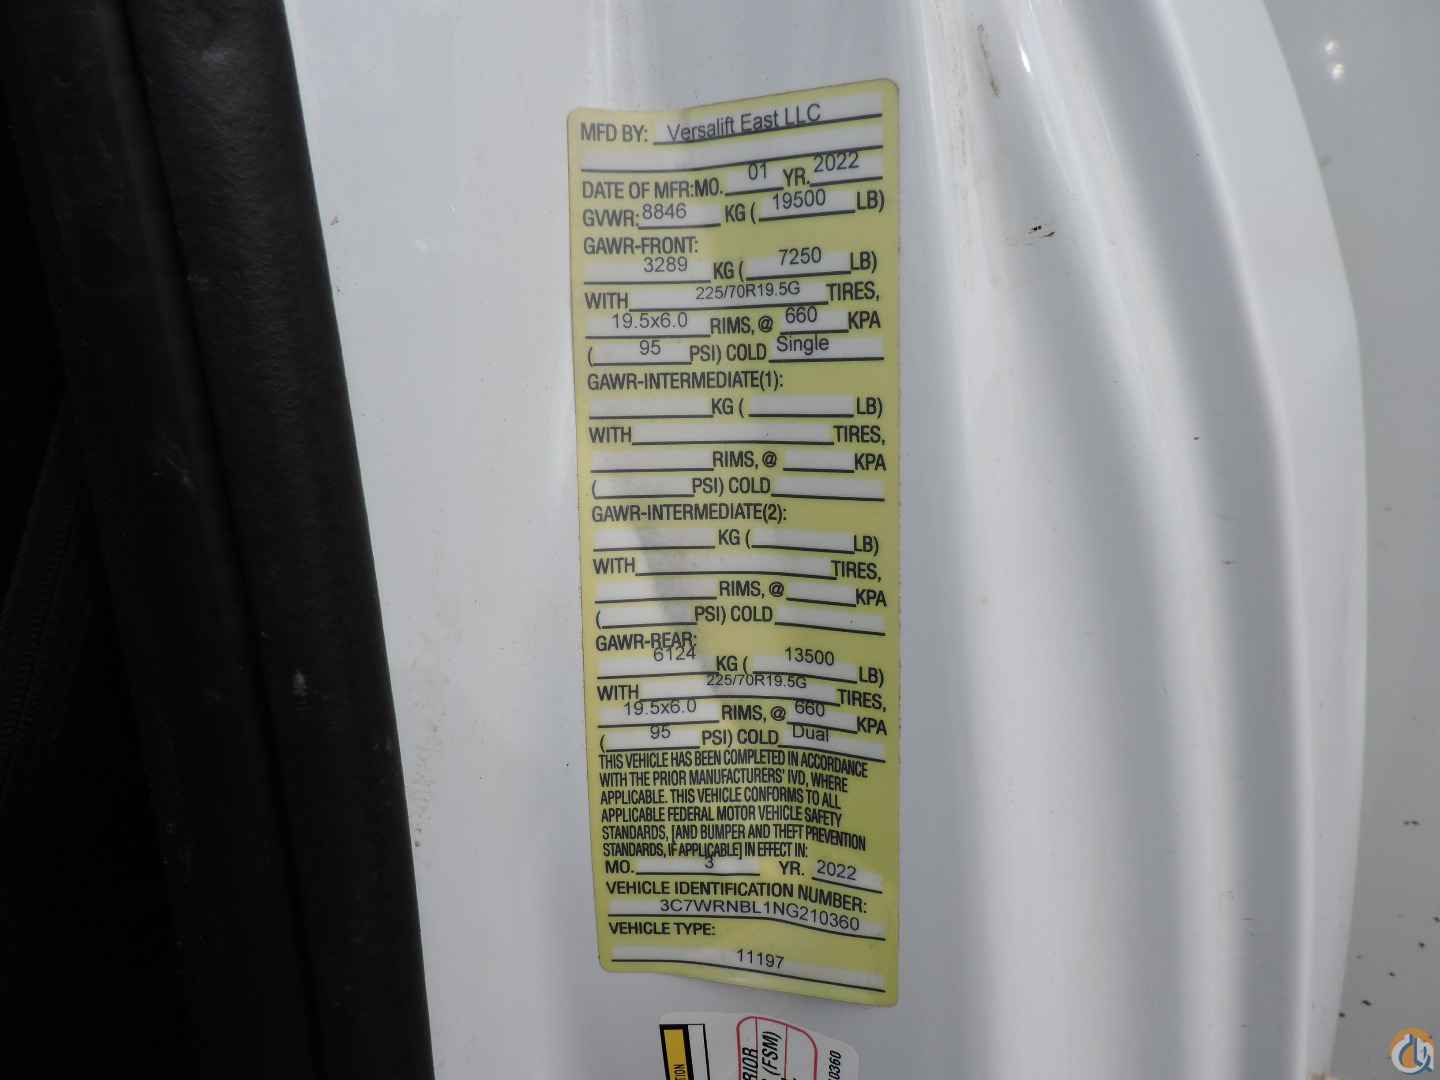 MFD BY: Versalift East LLC
DATE OF MFR:MO. 01 YR. 2022
GVWR: 8846 KG ( 19500 LB)
GAWR-FRONT:
3289 KG ( 7250 LB)
WITH 225/70R19.5G TIRES,
19.5x6.0 RIMS, @ 660 KPA
( 95 PSI) COLD Single
GAWR-INTERMEDIATE(1):
KG ( LB)
WITH TIRES,
RIMS, @ KPA
( PSI) COLD
GAWR-INTERMEDIATE(2):
KG ( LB)
WITH TIRES,
RIMS, @ KPA
( PSI) COLD
GAWR-REAR:
6124 KG ( 13500 LB)
WITH 225/70R19.5G TIRES,
19.5x6.0 RIMS, @ 660 KPA
( 95 PSI) COLD Dual
THIS VEHICLE HAS BEEN COMPLETED IN ACCORDANCE
WITH THE PRIOR MANUFACTURERS' IVD, WHERE
APPLICABLE. THIS VEHICLE CONFORMS TO ALL
APPLICABLE FEDERAL MOTOR VEHICLE SAFETY
STANDARDS, [AND BUMPER AND THEFT PREVENTION
STANDARDS, IF APPLICABLE] IN EFFECT IN:
MO. 3 YR. 2022
VEHICLE IDENTIFICATION NUMBER:
3C7WRNBL1NG210360
VEHICLE TYPE:
11197
(FSM)
0360